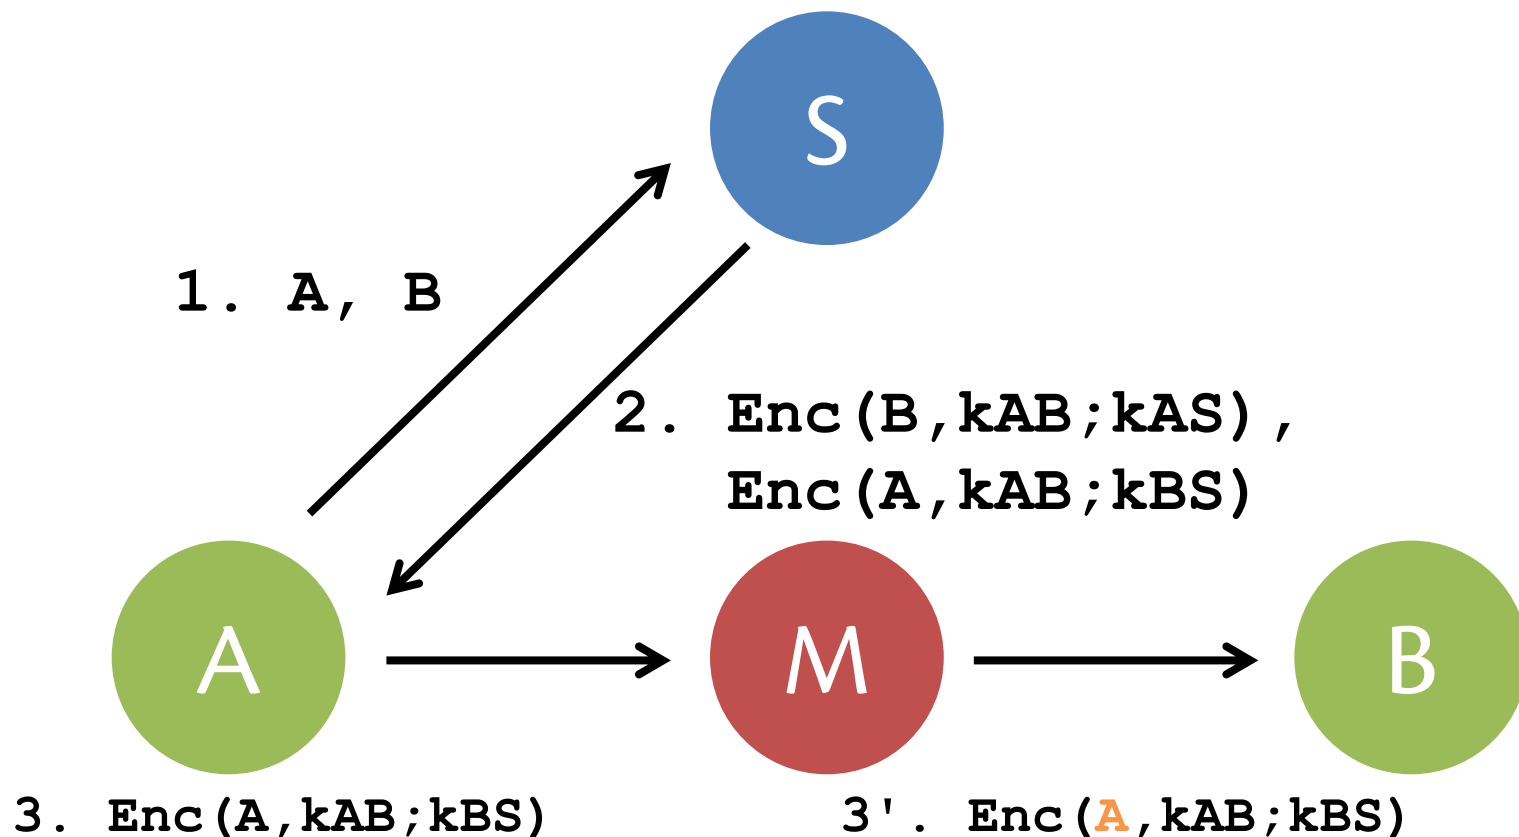 S
1. A, B
2. Enc(B,kAB;kAS),
Enc(A,kAB;kBS)
A
M
B
3. Enc(A,kAB;kBS)
3'. Enc(A,kAB;kBS)